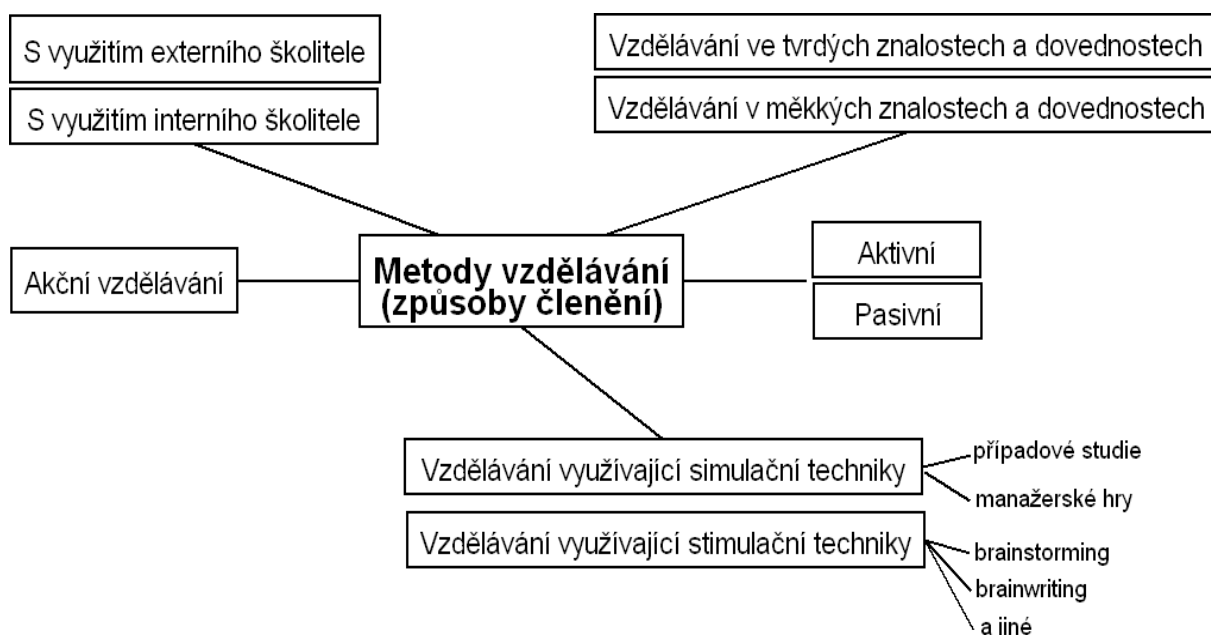 S využitím externího školitele
S využitím interního školitele
Vzdělávání ve tvrdých znalostech a dovednostech
Vzdělávání v měkkých znalostech a dovednostech
Akční vzdělávání
Metody vzdělávání
(způsoby členění)
Aktivní
Pasivní
Vzdělávání využívající simulační techniky
případové studie
manažerské hry
Vzdělávání využívající stimulační techniky
brainstorming
brainwriting
a jiné